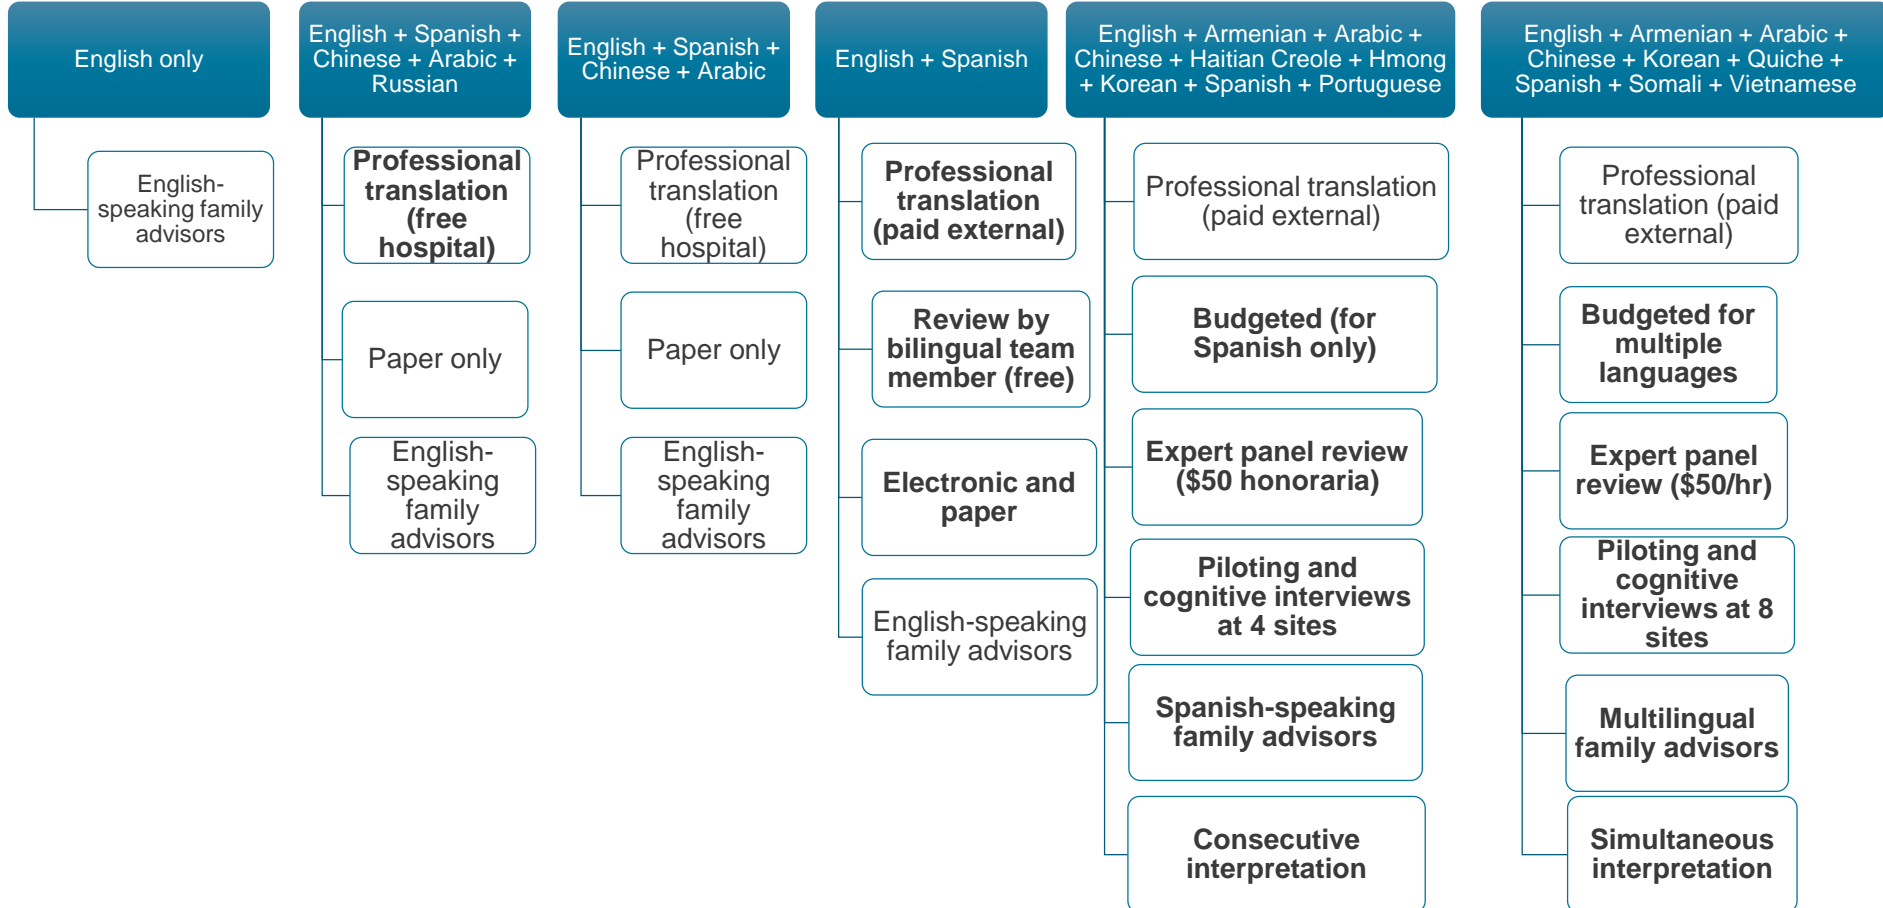 English only
English-
speaking family
advisors
English + Spanish +
Chinese + Arabic +
Russian
Professional
translation
(free
hospital)
Paper only
English-
speaking
family
advisors
English + Spanish +
Chinese + Arabic
Professional
translation
(free
hospital)
Paper only
English-
speaking
family
advisors
English + Spanish
Professional
translation
(paid external)
Review by
bilingual team
member (free)
Electronic and
paper
English-speaking
family advisors
English + Armenian + Arabic +
Chinese + Haitian Creole + Hmong
+ Korean + Spanish + Portuguese
Professional translation
(paid external)
Budgeted (for
Spanish only)
Expert panel review
($50 honoraria)
Piloting and
cognitive interviews
at 4 sites
Spanish-speaking
family advisors
Consecutive
interpretation
English + Armenian + Arabic +
Chinese + Korean + Quiche +
Spanish + Somali + Vietnamese
Professional
translation (paid
external)
Budgeted for
multiple
languages
Expert panel
review ($50/hr)
Piloting and
cognitive
interviews at 8
sites
Multilingual
family advisors
Simultaneous
interpretation